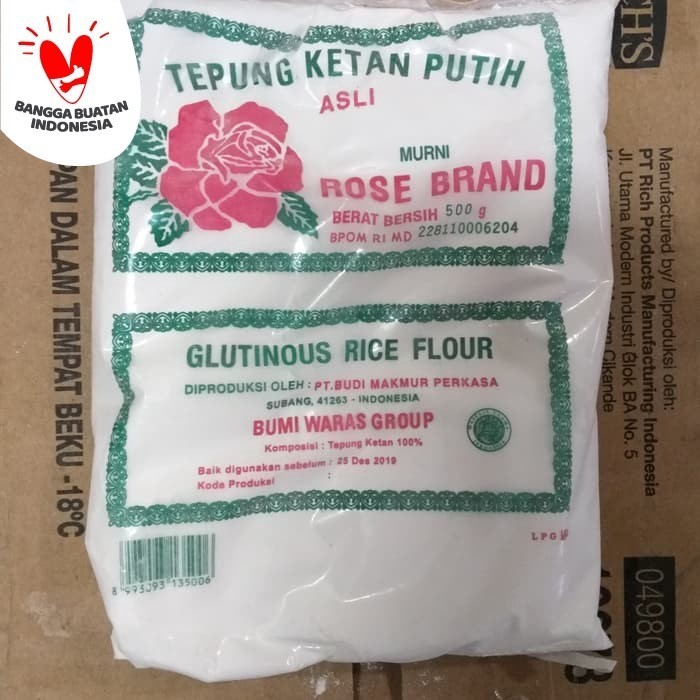 BANGGA BUATAN
INDONESIA
TEPUNG KETAN PUTIH
ASLI
MURNI
ROSE BRAND
BERAT BERSIH 500 g
BPOM RI MD 228110006204
GLUTINOUS RICE FLOUR
DIPRODUKSI OLEH : PT.BUDI MAKMUR PERKASA
SUBANG, 41263 - INDONESIA
BUMI WARAS GROUP
Komposisi : Tepung Ketan 100%
Baik digunakan sebelum : 25 Des 2019
Kode Produksi :
LPG
8 993093 135006
PAN DALAM TEMPAT BEKU -18°C
CH'S
Manufactured by/ Diproduksi oleh:
PT Rich Products Manufacturing Indonesia
Jl. Utama Modern Industri Blok BA No. 5
Cikande
049800